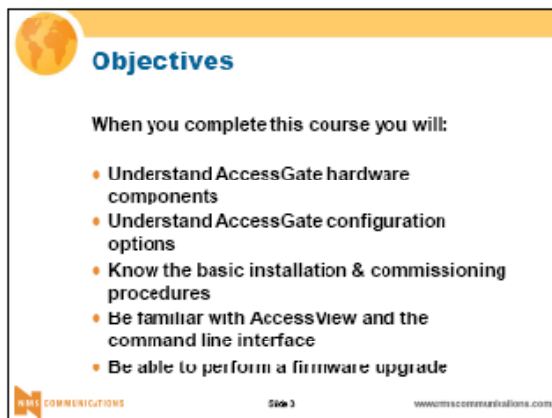 Objectives
When you complete this course you will:
• Understand AccessGate hardware
components
• Understand AccessGate configuration
options
• Know the basic installation & commissioning
procedures
• Be familiar with AccessView and the
command line interface
• Be able to perform a firmware upgrade
NMS COMMUNICATIONS
Slide 3
www.nmscommunications.com